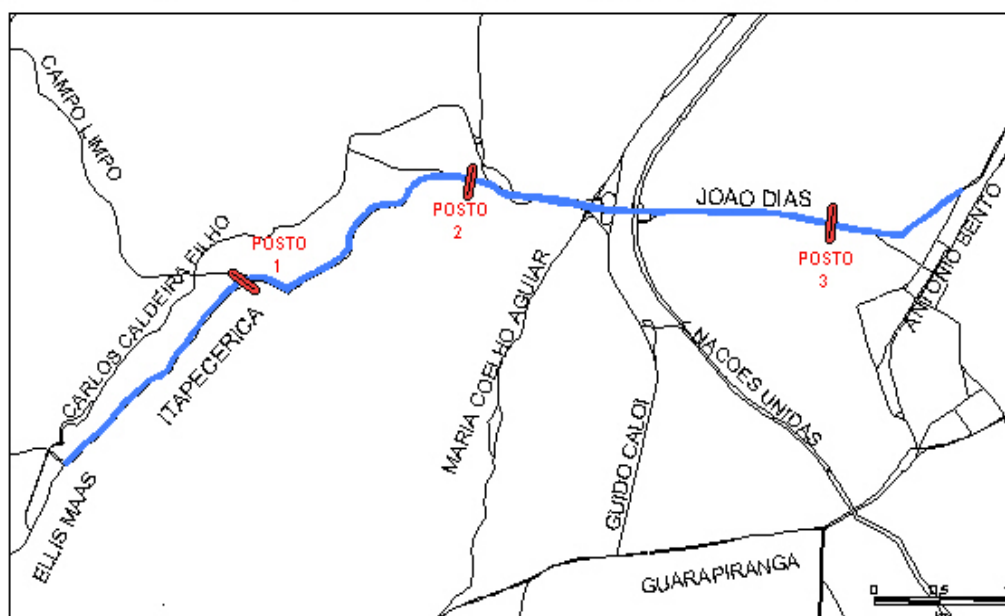 CAMPO LIMPO
CARLOS CALDEIRA FILHO
POSTO
1
ITAPECERICA
ELLIS MAAS
POSTO
2
MARIA COELHO AGUIAR
GUIDO CALOI
JOAO DIAS
POSTO
3
ANTONIO BENTO
NACOES UNIDAS
GUARAPIRANGA
0